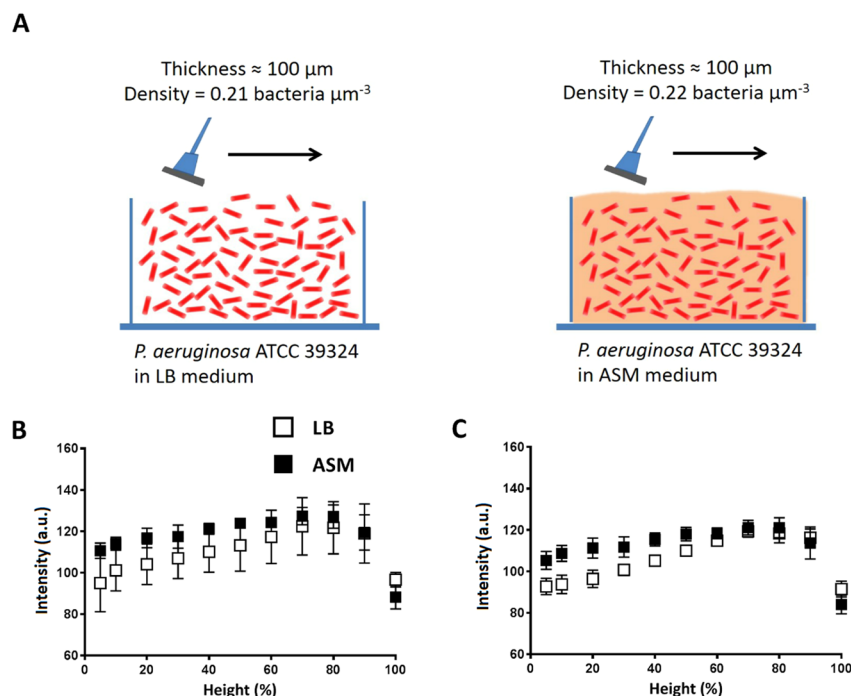 A
Thickness ≈ 100 μm
Density = 0.21 bacteria μm⁻³
Thickness ≈ 100 μm
Density = 0.22 bacteria μm⁻³
P. aeruginosa ATCC 39324
in LB medium
P. aeruginosa ATCC 39324
in ASM medium
B
LB
ASM
160
140
120
100
80
60
Intensity (a.u.)
0 20 40 60 80 100
Height (%)
C
160
140
120
100
80
60
Intensity (a.u.)
0 20 40 60 80 100
Height (%)